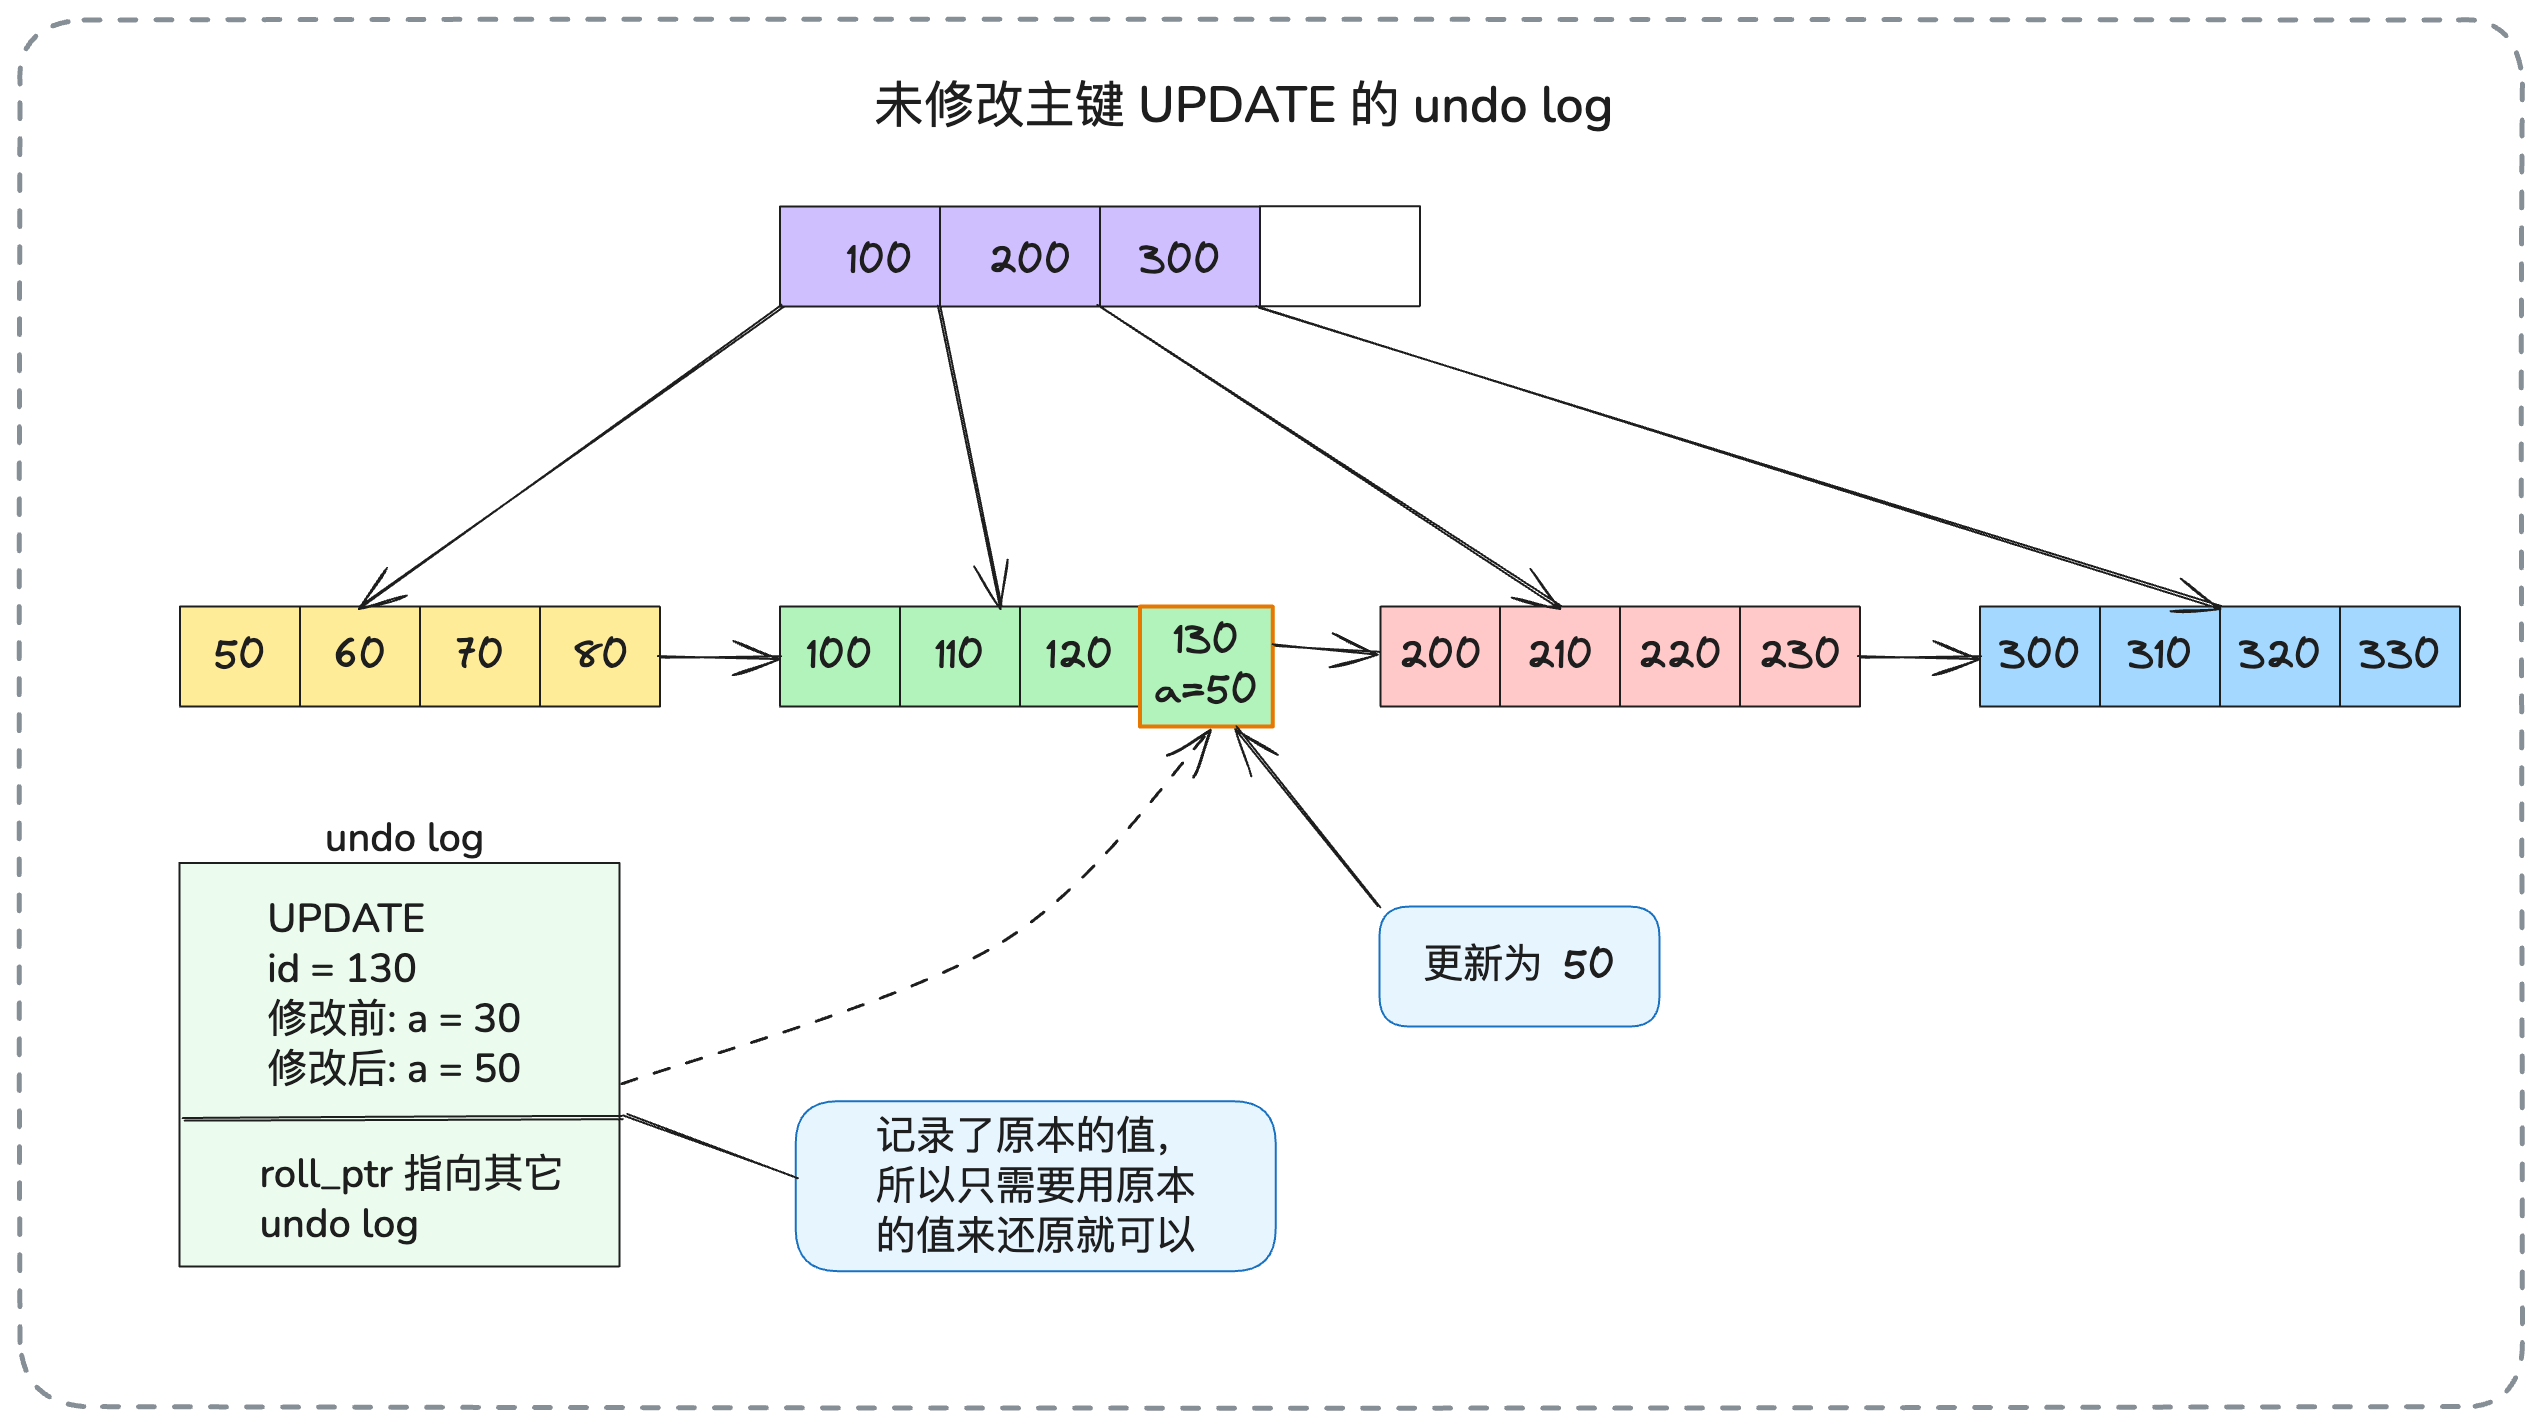 未修改主键 UPDATE 的 undo log
100 200 300
50 60 70 80 100 110 120 130 200 210 220 230 300 310 320 330
a=50
undo log
UPDATE
id = 130
修改前: a = 30
修改后: a = 50
roll_ptr 指向其它
undo log
更新为 50
记录了原本的值，
所以只需要用原本
的值来还原就可以